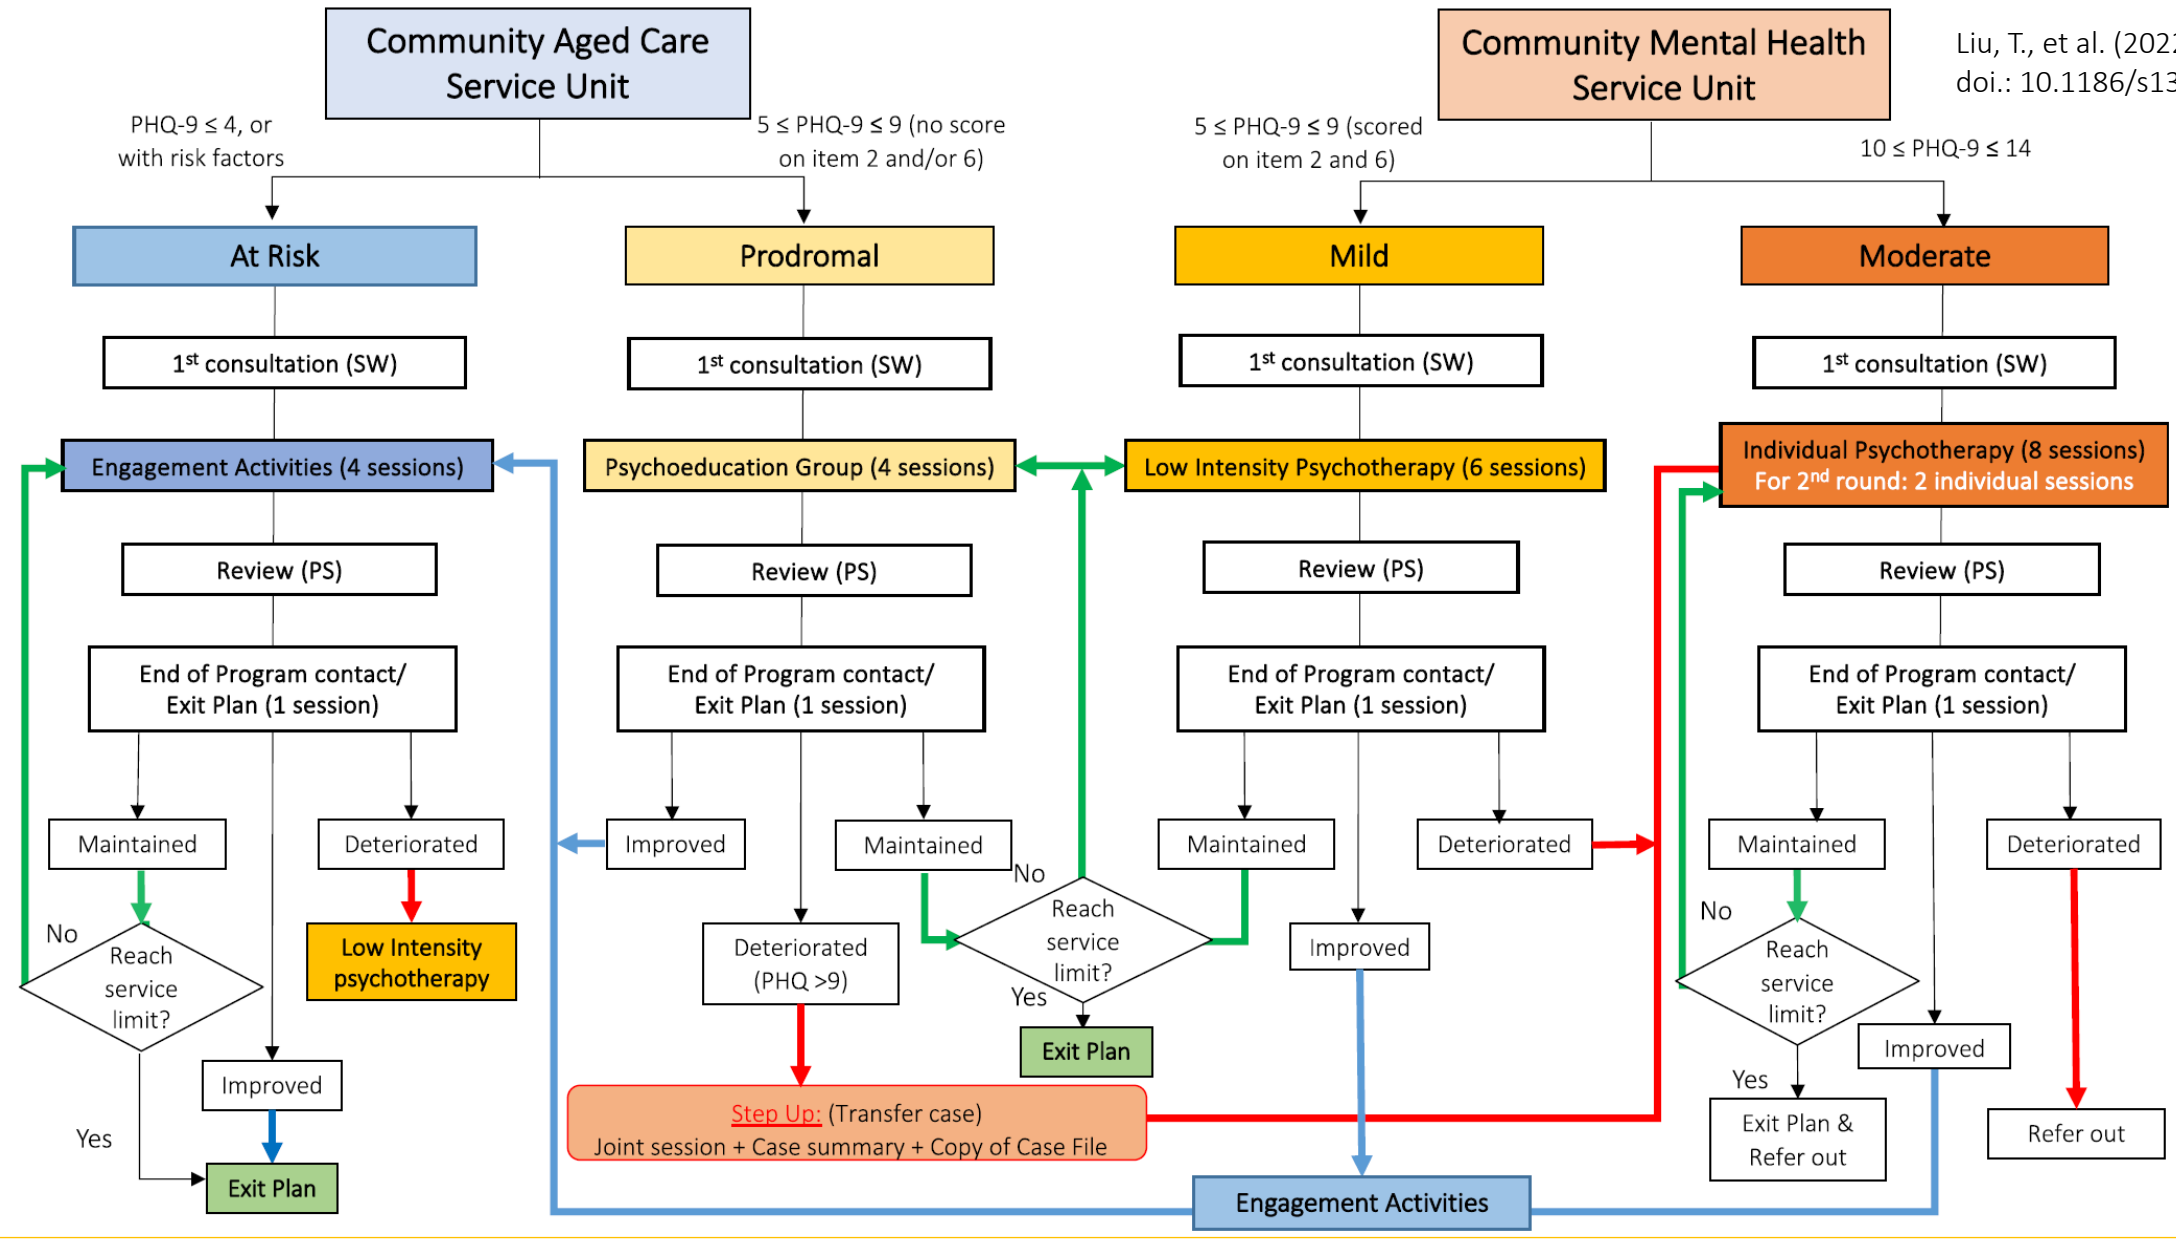 Community Aged Care
Service Unit
Community Mental Health
Service Unit
Liu, T., et al. (2022
doi.: 10.1186/s13
PHQ-9 ≤ 4, or
with risk factors
5 ≤ PHQ-9 ≤ 9 (no score
on item 2 and/or 6)
5 ≤ PHQ-9 ≤ 9 (scored
on item 2 and 6)
10 ≤ PHQ-9 ≤ 14
At Risk
Prodromal
Mild
Moderate
1st consultation (SW)
1st consultation (SW)
1st consultation (SW)
1st consultation (SW)
Engagement Activities (4 sessions)
Psychoeducation Group (4 sessions)
Low Intensity Psychotherapy (6 sessions)
Individual Psychotherapy (8 sessions)
For 2nd round: 2 individual sessions
Review (PS)
Review (PS)
Review (PS)
Review (PS)
End of Program contact/
Exit Plan (1 session)
End of Program contact/
Exit Plan (1 session)
End of Program contact/
Exit Plan (1 session)
End of Program contact/
Exit Plan (1 session)
Maintained
Deteriorated
Improved
Maintained
Maintained
Deteriorated
Maintained
Deteriorated
No
Reach
service
limit?
Low Intensity
psychotherapy
Deteriorated
(PHQ >9)
No
Reach
service
limit?
Yes
Improved
No
Reach
service
limit?
Improved
Exit Plan
Improved
Yes
Exit Plan
Step Up: (Transfer case)
Joint session + Case summary + Copy of Case File
Yes
Exit Plan &
Refer out
Refer out
Engagement Activities